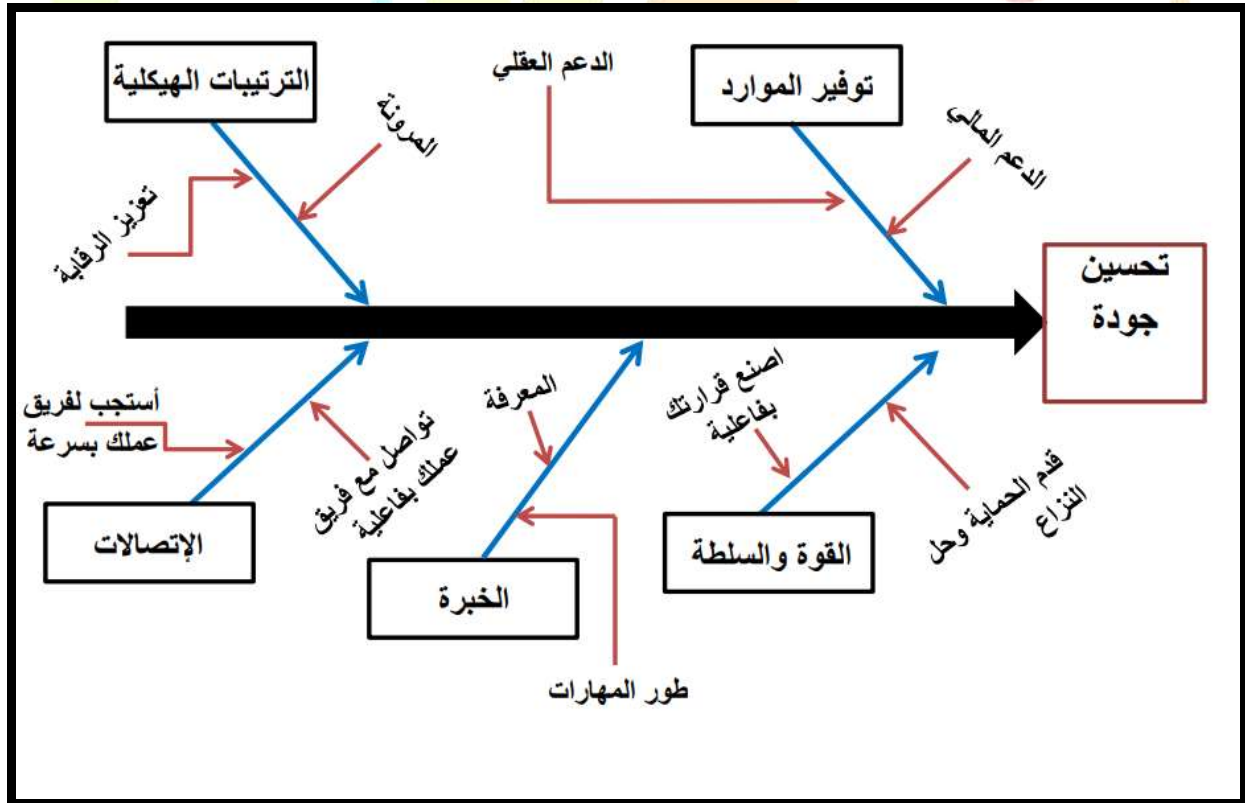 توفير الموارد
الدعم العقلي
الدعم المالي
الترتيبات الهيكلية
المرونة
تعزيز الرقابة
تحسين
جودة
اصنع قرارتك
بفاعلية
قدم الحماية وحل
النزاع
القوة والسلطة
المعرفة
طور المهارات
الخبرة
تواصل مع فريق
عملك بفاعلية
أستجب لفريق
عملك بسرعة
الإتصالات